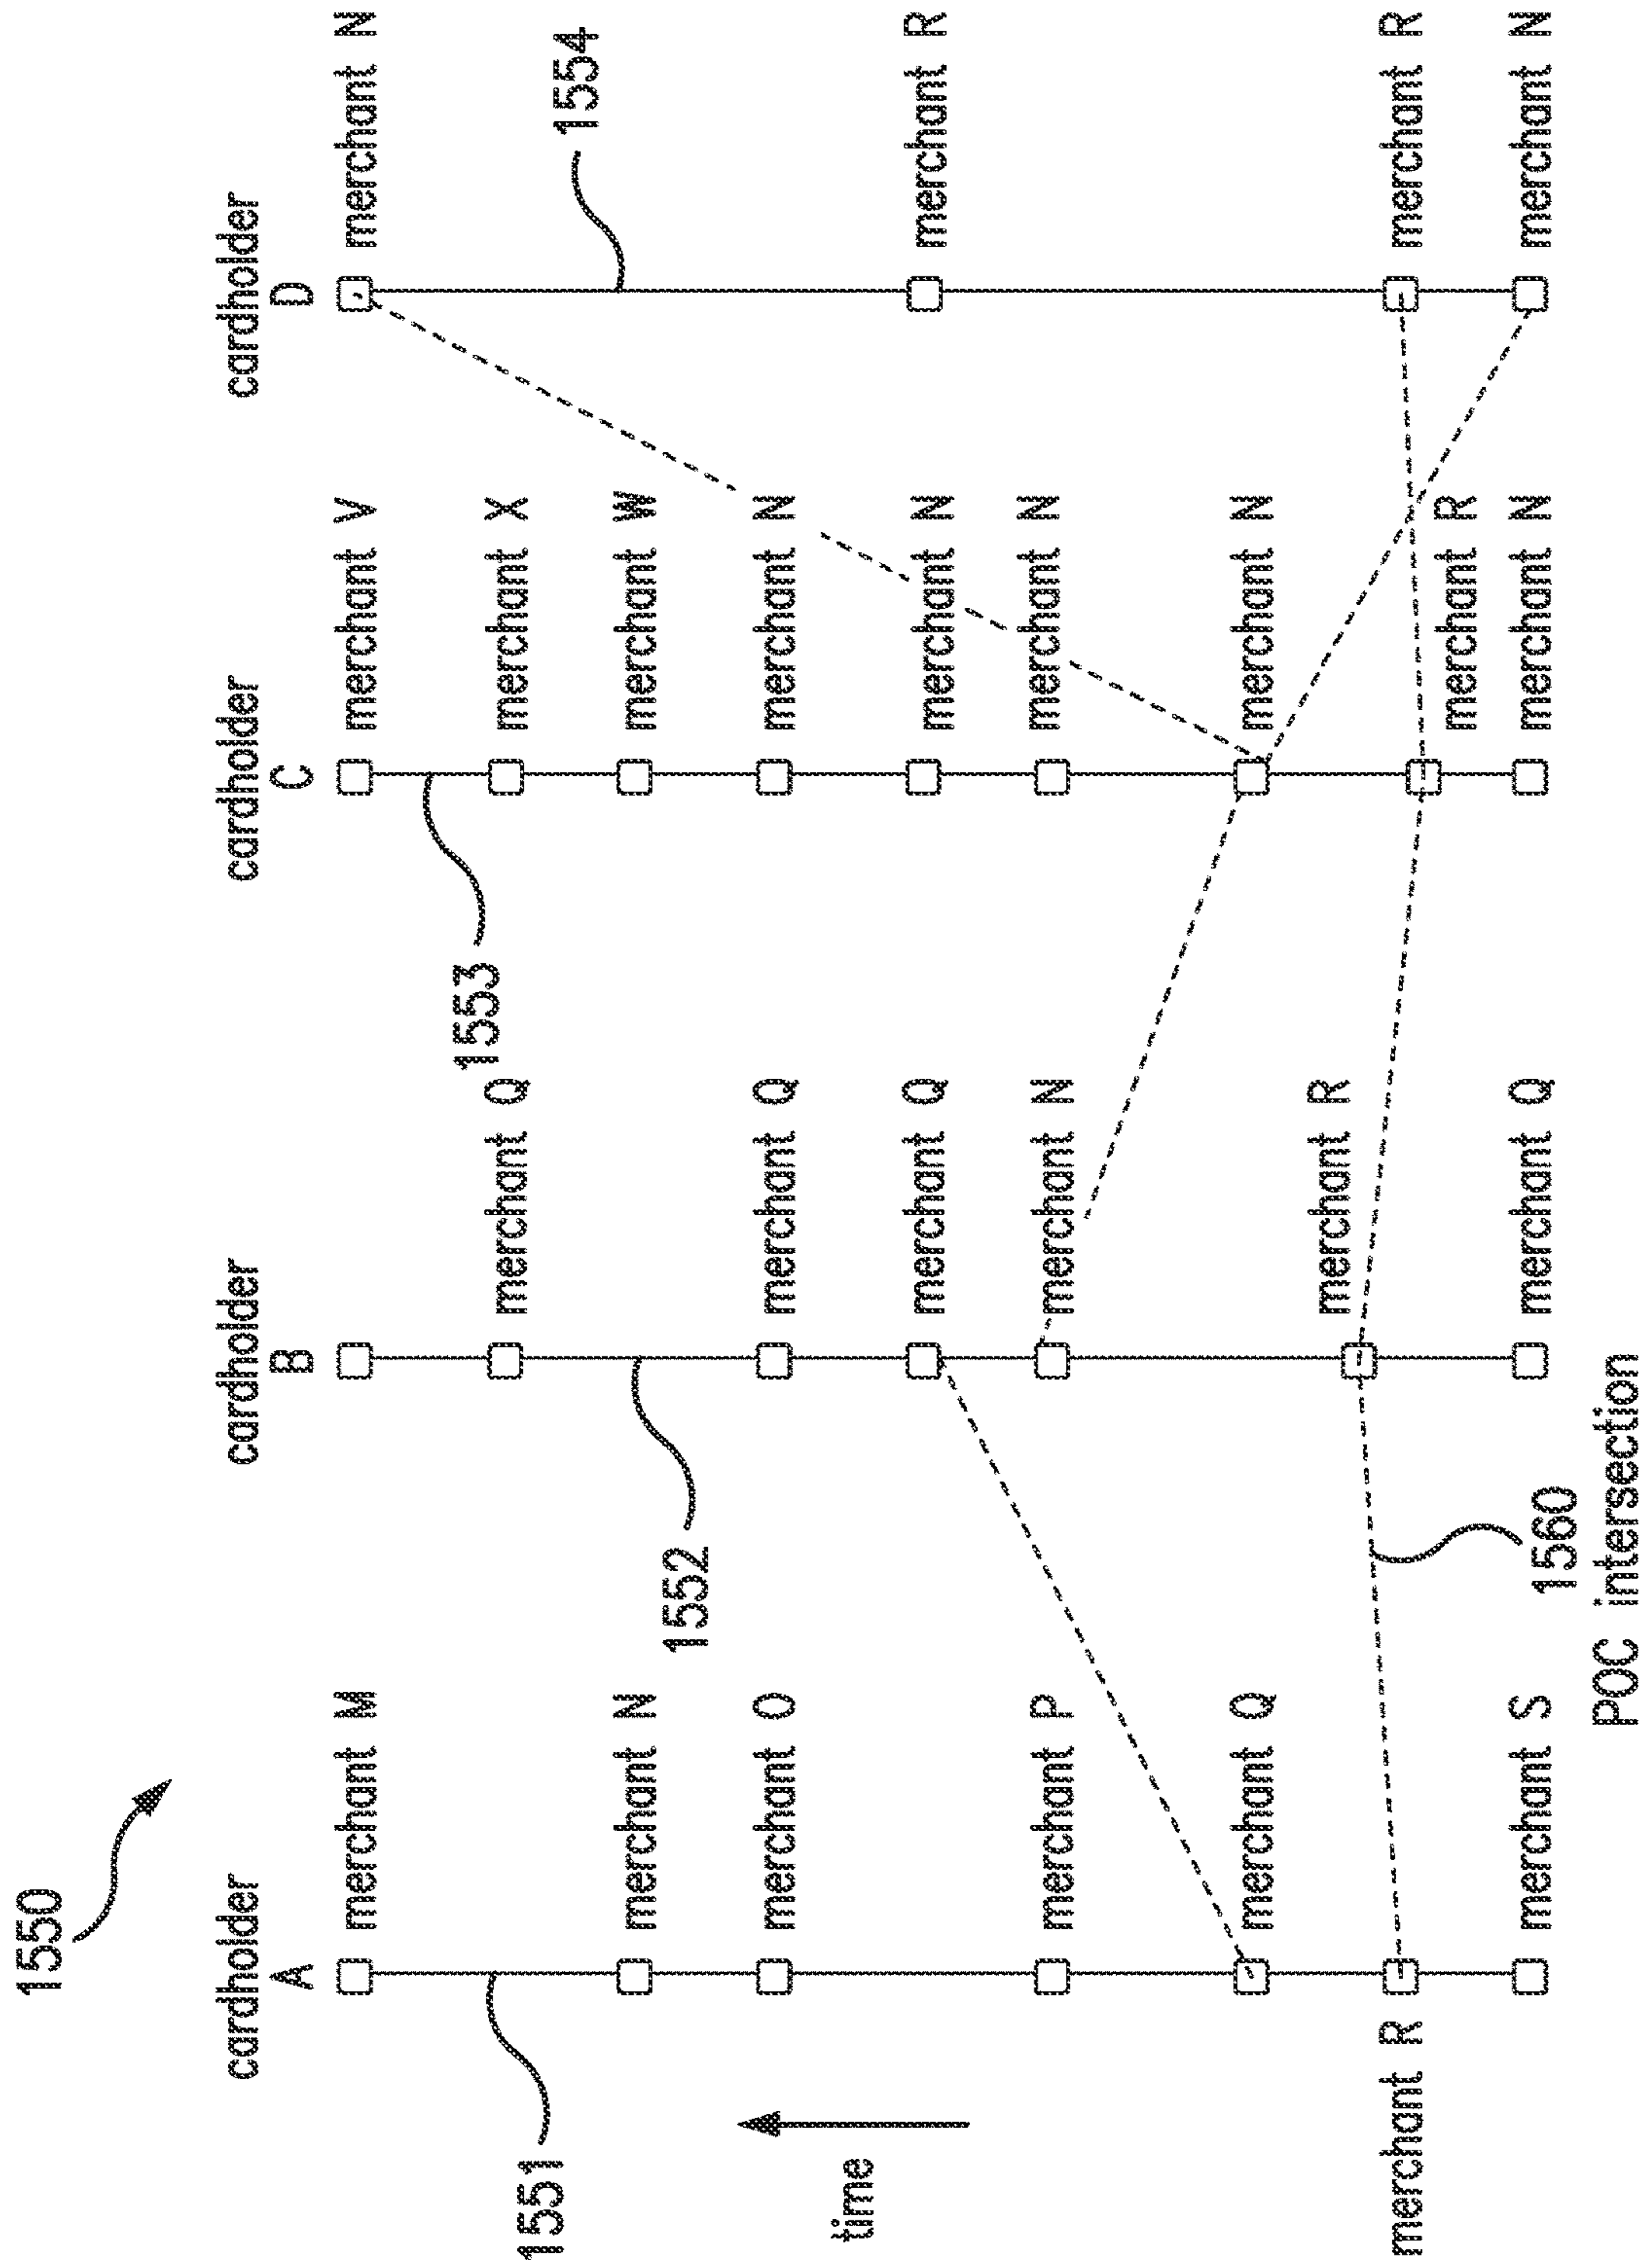 1550
cardholder
A
merchant M
merchant N
merchant O
merchant P
merchant Q
merchant R
merchant S
1551
time
cardholder
B
merchant Q
merchant Q
merchant Q
merchant N
merchant R
merchant Q
1552
1560
POC intersection
cardholder
C
merchant V
merchant X
merchant W
merchant N
merchant N
merchant N
merchant N
merchant R
merchant N
1553
cardholder
D
merchant N
merchant R
merchant R
merchant N
1554